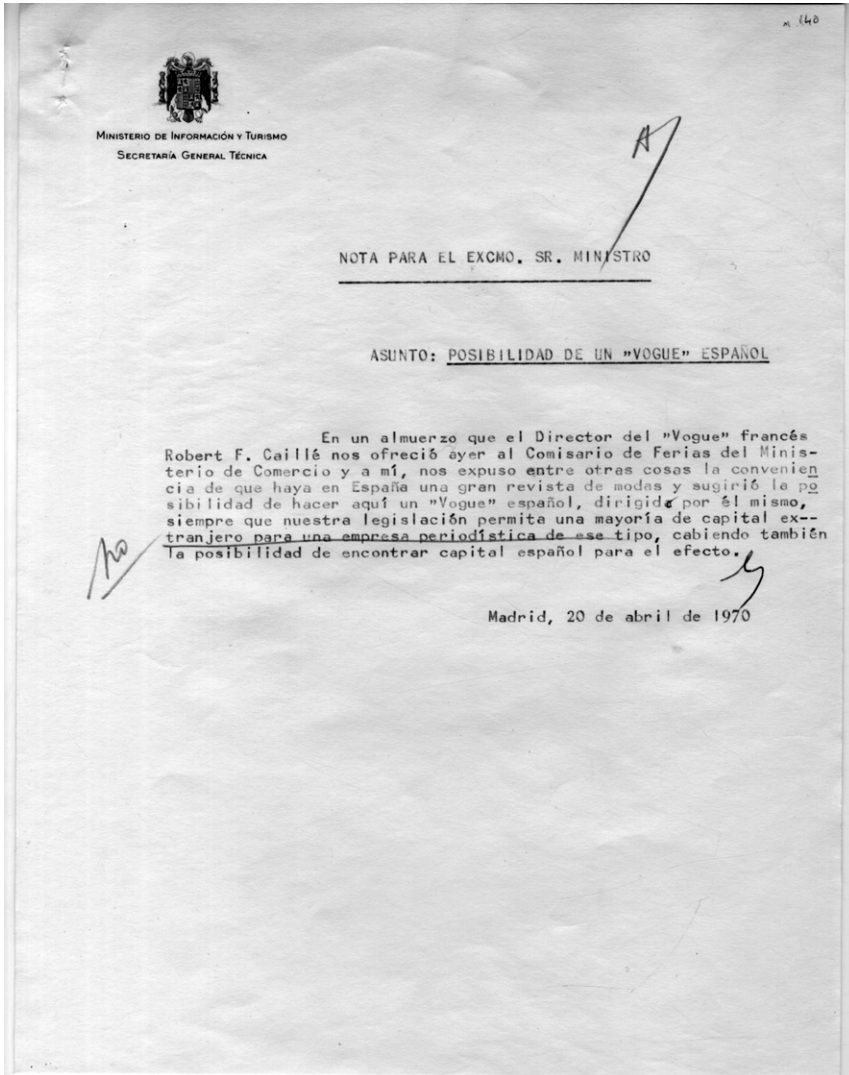 M 140
MINISTERIO DE INFORMACIÓN Y TURISMO
SECRETARÍA GENERAL TÉCNICA
NOTA PARA EL EXCMO. SR. MINISTRO
ASUNTO: POSIBILIDAD DE UN "VOGUE" ESPAÑOL
En un almuerzo que el Director del "Vogue" francés
Robert F. Caillé nos ofreció ayer al Comisario de Ferias del Minis-
terio de Comercio y a mí, nos expuso entre otras cosas la convenien
cia de que haya en España una gran revista de modas y sugirió la po
sibilidad de hacer aquí un "Vogue" español, dirigido por él mismo,
siempre que nuestra legislación permita una mayoría de capital ex--
tranjero para una empresa periodística de ese tipo, cabiendo también
la posibilidad de encontrar capital español para el efecto.
no
Madrid, 20 de abril de 1970